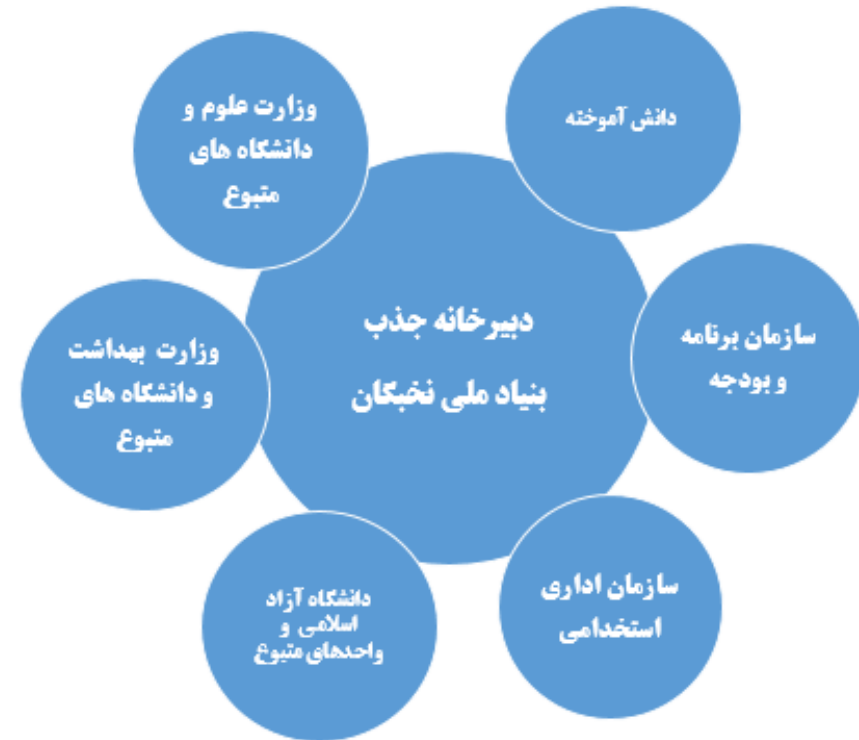 دانش آموخته
وزارت علوم و
دانشگاه های
متبوع
دبیرخانه جذب
بنیاد ملی نخبگان
سازمان برنامه
و بودجه
وزارت بهداشت
و دانشگاه های
متبوع
سازمان اداری
استخدامی
دانشگاه آزاد
اسلامی و
واحدهای متبوع